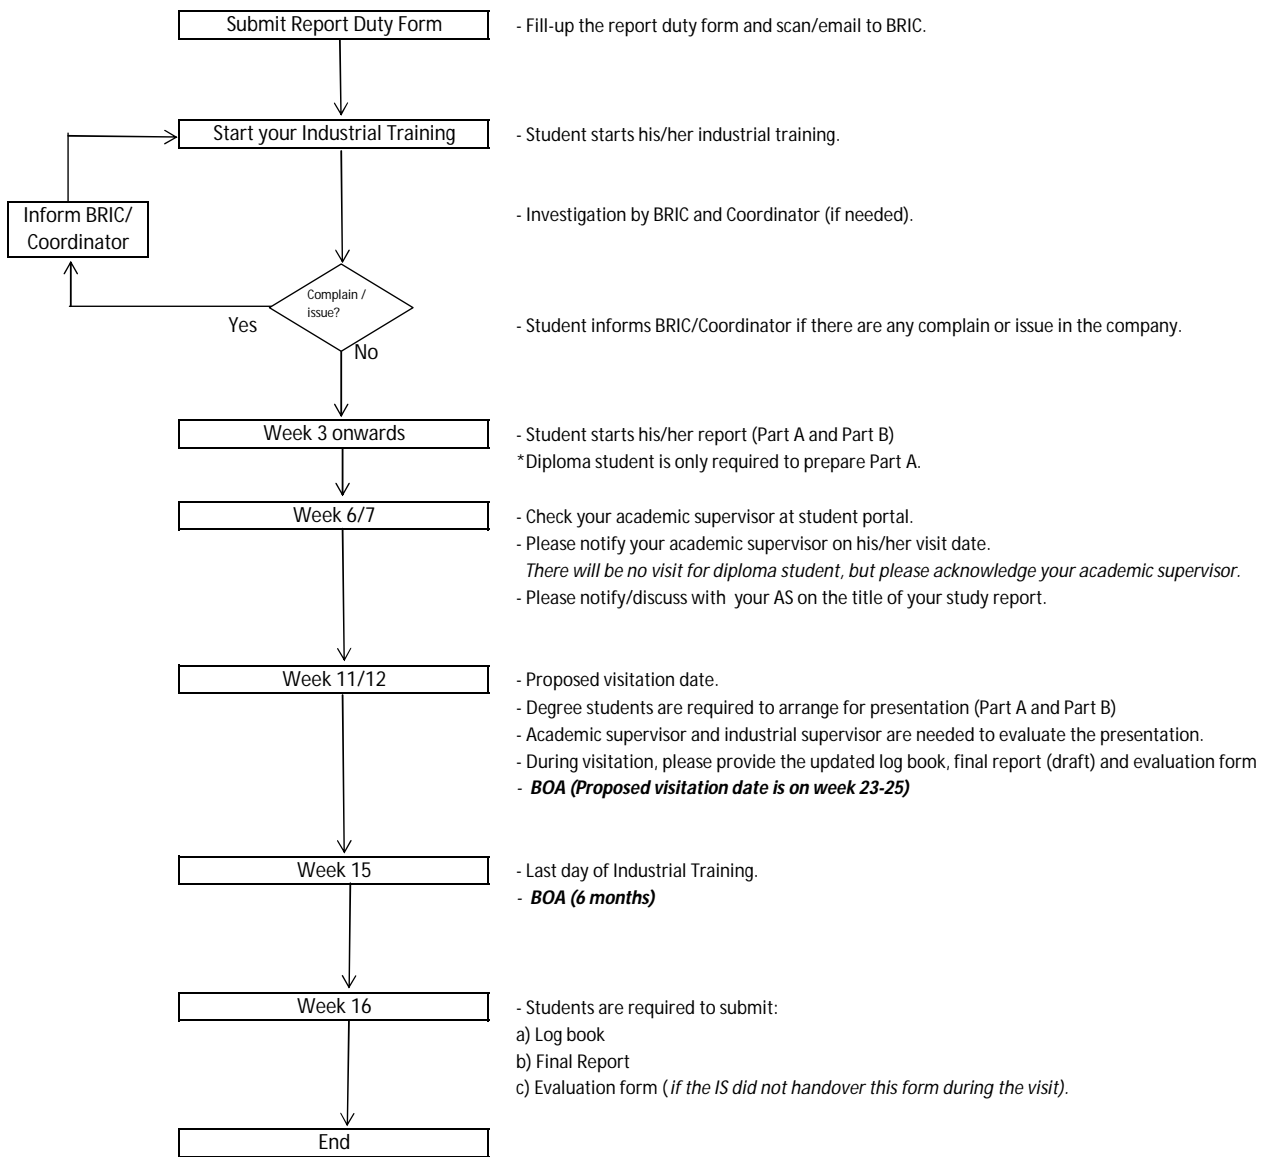 Submit Report Duty Form
- Fill-up the report duty form and scan/email to BRIC.
Start your Industrial Training
- Student starts his/her industrial training.
Inform BRIC/
Coordinator
- Investigation by BRIC and Coordinator (if needed).
Complain /
issue?
Yes
- Student informs BRIC/Coordinator if there are any complain or issue in the company.
No
Week 3 onwards
- Student starts his/her report (Part A and Part B)
*Diploma student is only required to prepare Part A.
Week 6/7
- Check your academic supervisor at student portal.
- Please notify your academic supervisor on his/her visit date.
There will be no visit for diploma student, but please acknowledge your academic supervisor.
- Please notify/discuss with your AS on the title of your study report.
Week 11/12
- Proposed visitation date.
- Degree students are required to arrange for presentation (Part A and Part B)
- Academic supervisor and industrial supervisor are needed to evaluate the presentation.
- During visitation, please provide the updated log book, final report (draft) and evaluation form
- BOA (Proposed visitation date is on week 23-25)
Week 15
- Last day of Industrial Training.
- BOA (6 months)
Week 16
- Students are required to submit:
a) Log book
b) Final Report
c) Evaluation form (if the IS did not handover this form during the visit).
End